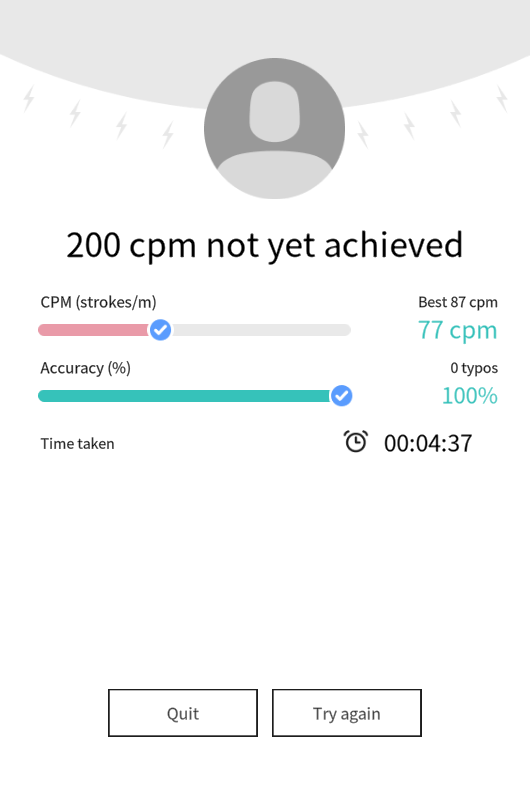 200 cpm not yet achieved
CPM (strokes/m)
Best 87 cpm
77 cpm
Accuracy (%)
0 typos
100%
Time taken
00:04:37
Quit
Try again